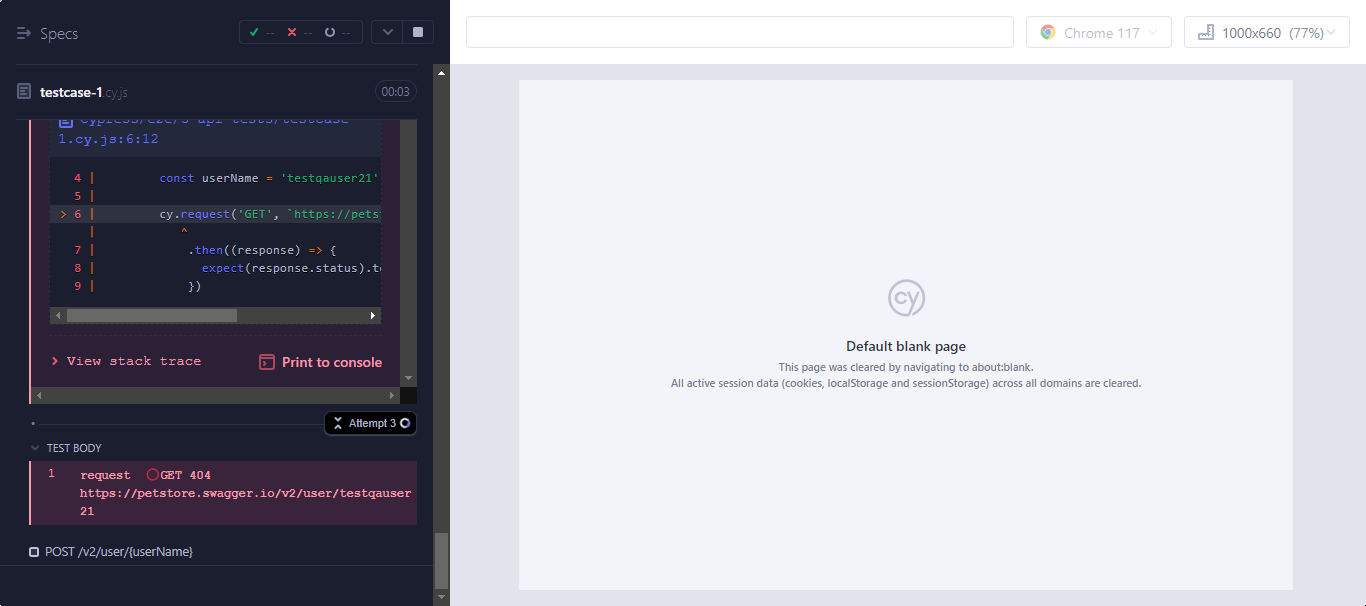 Specs
-- -- --
Chrome 117
1000x660 (77%)
testcase-1.cy.js
00:03
cypress/e2e/3-api-tests/testcase-
1.cy.js:6:12
4 | const userName = 'testqauser21'
5 |
> 6 | cy.request('GET', `https://pets
| ^
7 | .then((response) => {
8 | expect(response.status).to
9 | })
View stack trace
Print to console
Attempt 3
TEST BODY
1 request GET 404
https://petstore.swagger.io/v2/user/testqauser
21
POST /v2/user/{userName}
cy
Default blank page
This page was cleared by navigating to about:blank.
All active session data (cookies, localStorage and sessionStorage) across all domains are cleared.